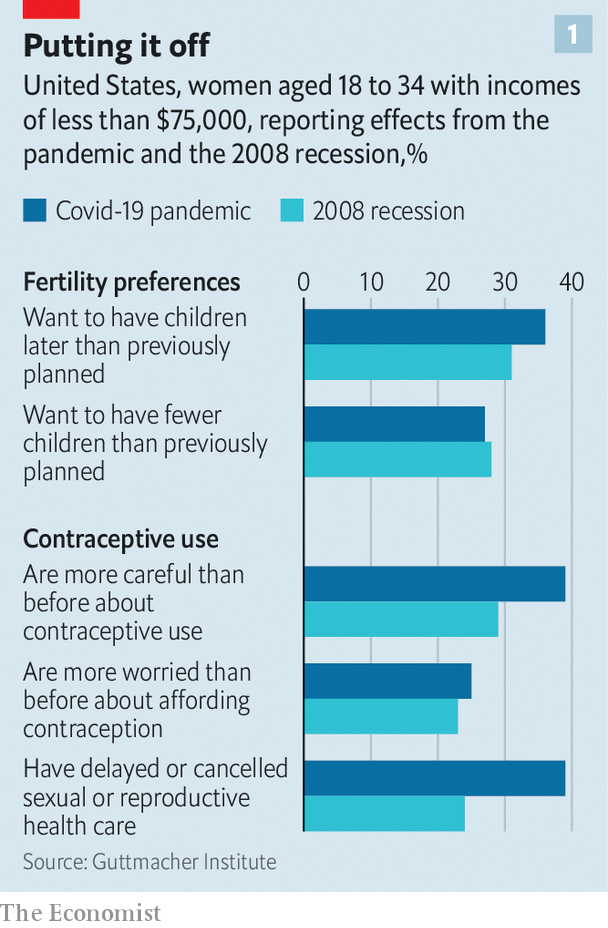 Putting it off
1
United States, women aged 18 to 34 with incomes
of less than $75,000, reporting effects from the
pandemic and the 2008 recession,%
Covid-19 pandemic
2008 recession
Fertility preferences
0 10 20 30 40
Want to have children
later than previously
planned
Want to have fewer
children than previously
planned
Contraceptive use
Are more careful than
before about
contraceptive use
Are more worried than
before about affording
contraception
Have delayed or cancelled
sexual or reproductive
health care
Source: Guttmacher Institute
The Economist